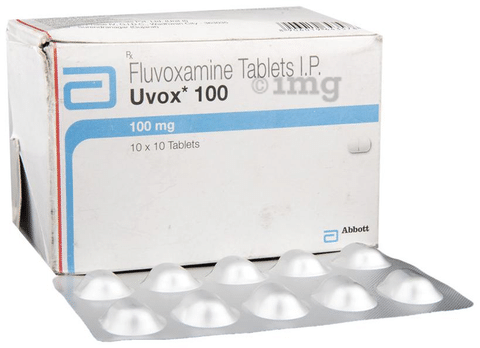 Rx
Fluvoxamine Tablets I.P.
Uvox* 100
©1mg
100 mg
10 x 10 Tablets
Abbott